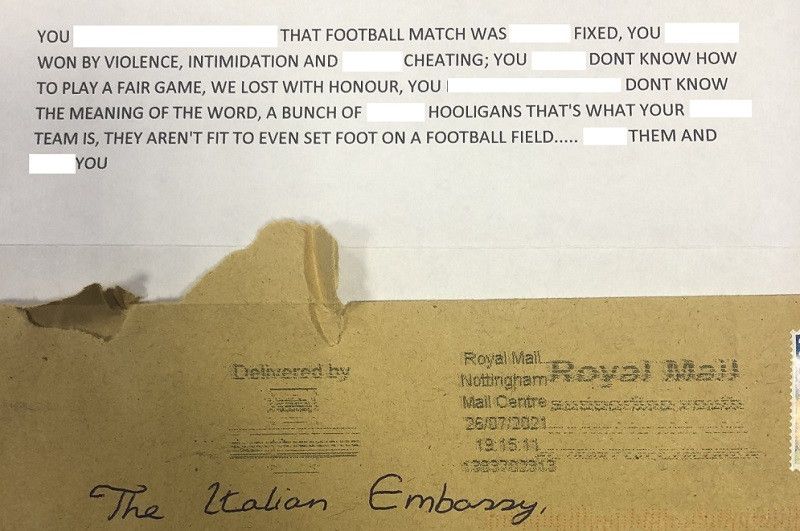 YOU THAT FOOTBALL MATCH WAS FIXED, YOU
WON BY VIOLENCE, INTIMIDATION AND CHEATING; YOU DONT KNOW HOW
TO PLAY A FAIR GAME, WE LOST WITH HONOUR, YOU DONT KNOW
THE MEANING OF THE WORD, A BUNCH OF HOOLIGANS THAT'S WHAT YOUR
TEAM IS, THEY AREN'T FIT TO EVEN SET FOOT ON A FOOTBALL FIELD..... THEM AND
YOU
Delivered by
Royal Mail
Nottingham
Mail Centre
26/07/2021
19:15:11
Royal Mail
supporting youth
The Italian Embassy,